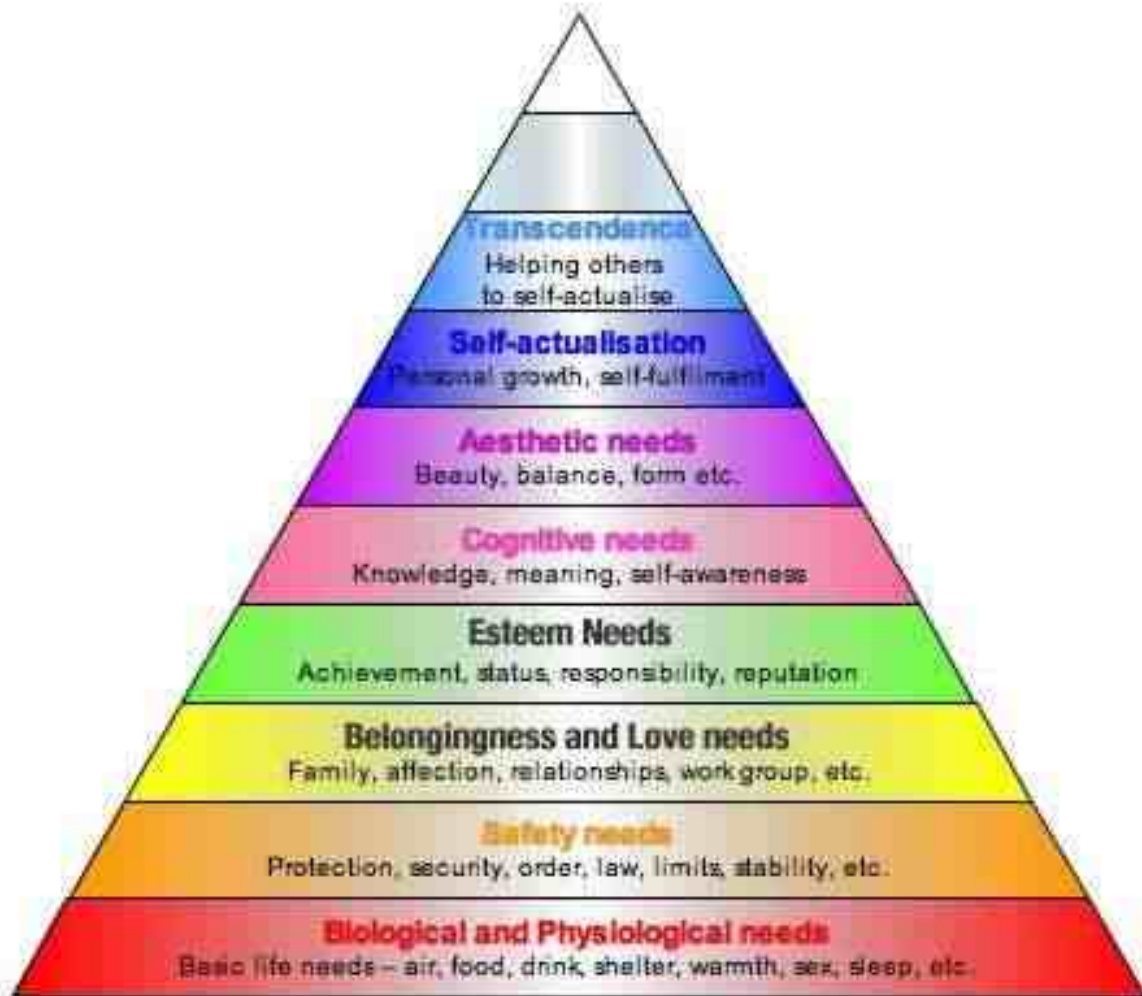 Transcendence
Helping others
to self-actualise
Self-actualisation
Personal growth, self-fulfilment
Aesthetic needs
Beauty, balance, form etc.
Cognitive needs
Knowledge, meaning, self-awareness
Esteem Needs
Achievement, status, responsibility, reputation
Belongingness and Love needs
Family, affection, relationships, work group, etc.
Safety needs
Protection, security, order, law, limits, stability, etc.
Biological and Physiological needs
Basic life needs – air, food, drink, shelter, warmth, sex, sleep, etc.